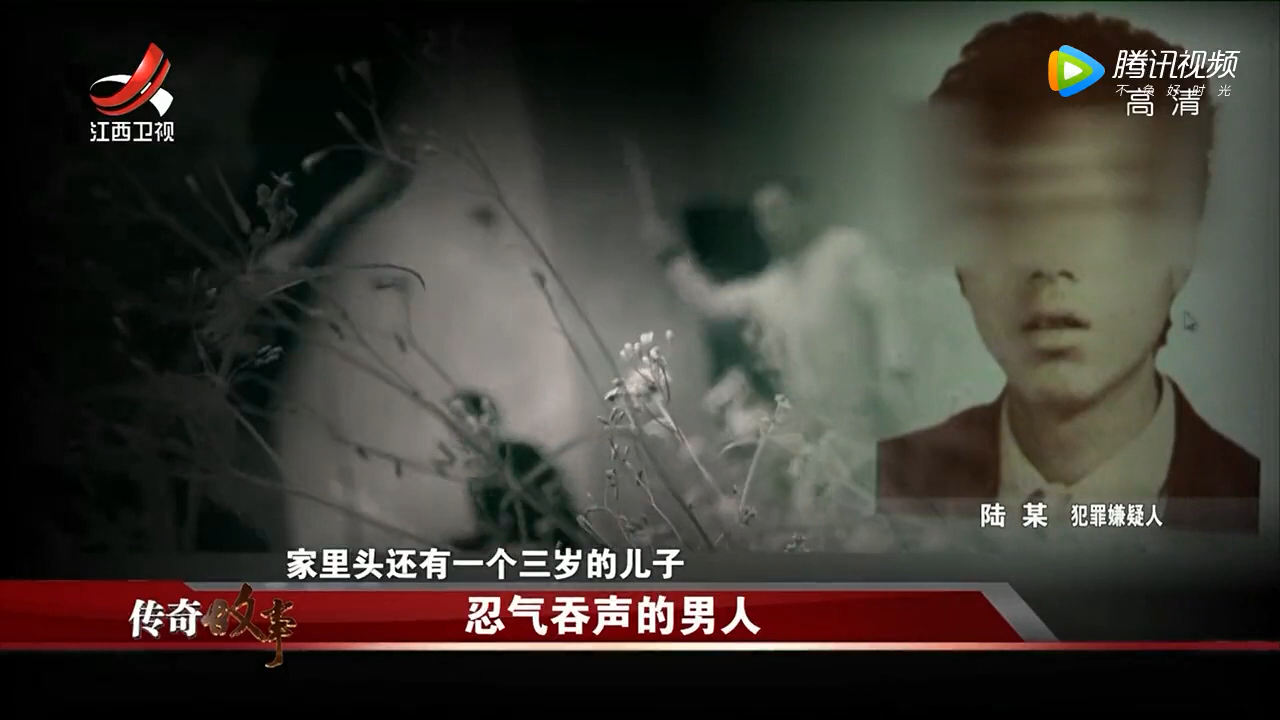 江西卫视
腾讯视频
不负好时光
高清
陆某 犯罪嫌疑人
家里头还有一个三岁的儿子
传奇故事
忍气吞声的男人